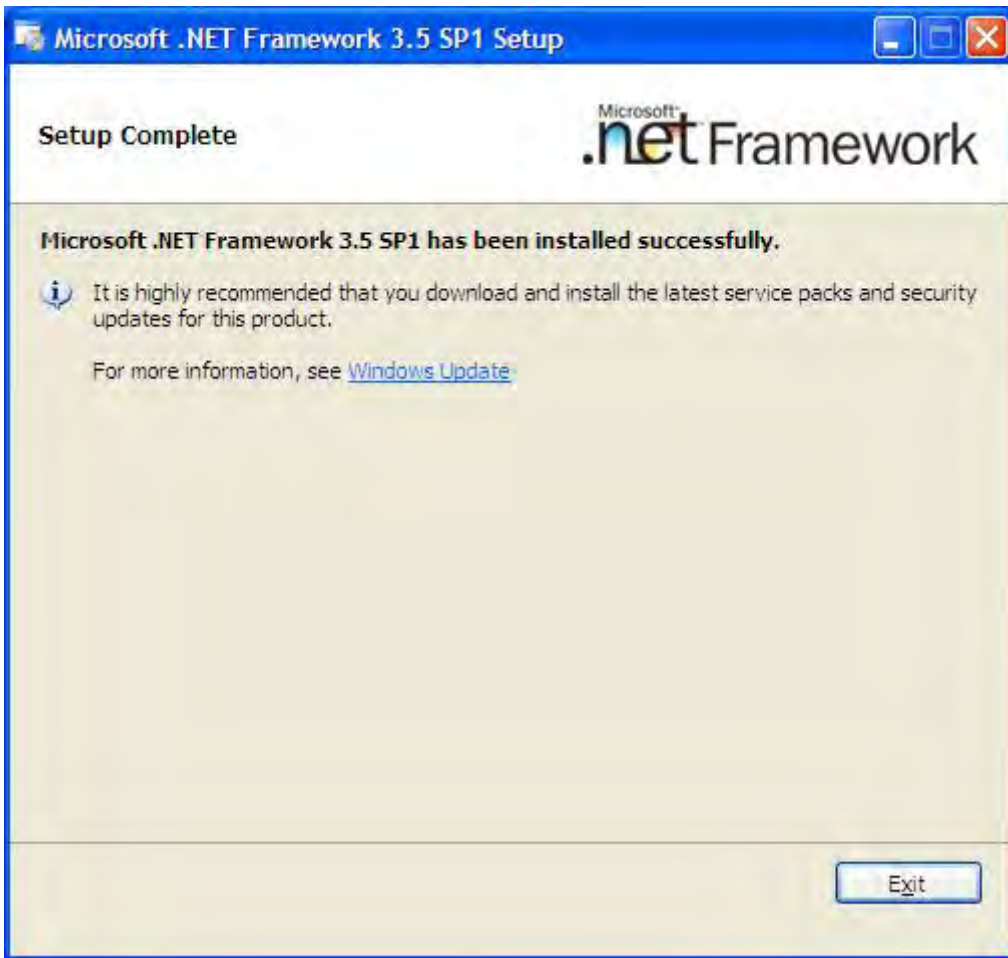 Microsoft .NET Framework 3.5 SP1 Setup
Setup Complete
Microsoft
.net Framework
Microsoft .NET Framework 3.5 SP1 has been installed successfully.
It is highly recommended that you download and install the latest service packs and security
updates for this product.
For more information, see Windows Update
Exit